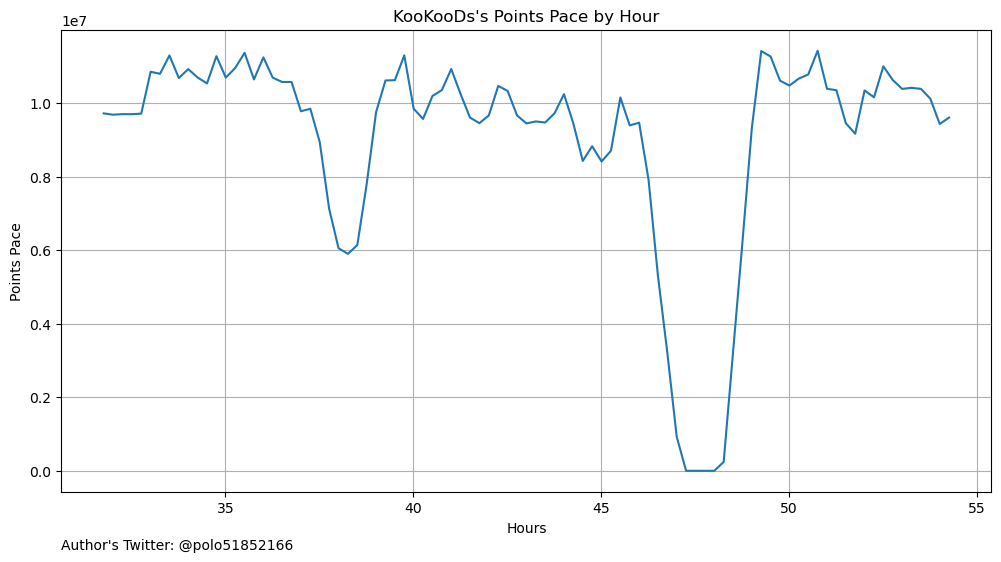 KooKooDs's Points Pace by Hour
1e7
1.0
0.8
0.6
0.4
0.2
0.0
Points Pace
35 40 45 50 55
Hours
Author's Twitter: @polo51852166